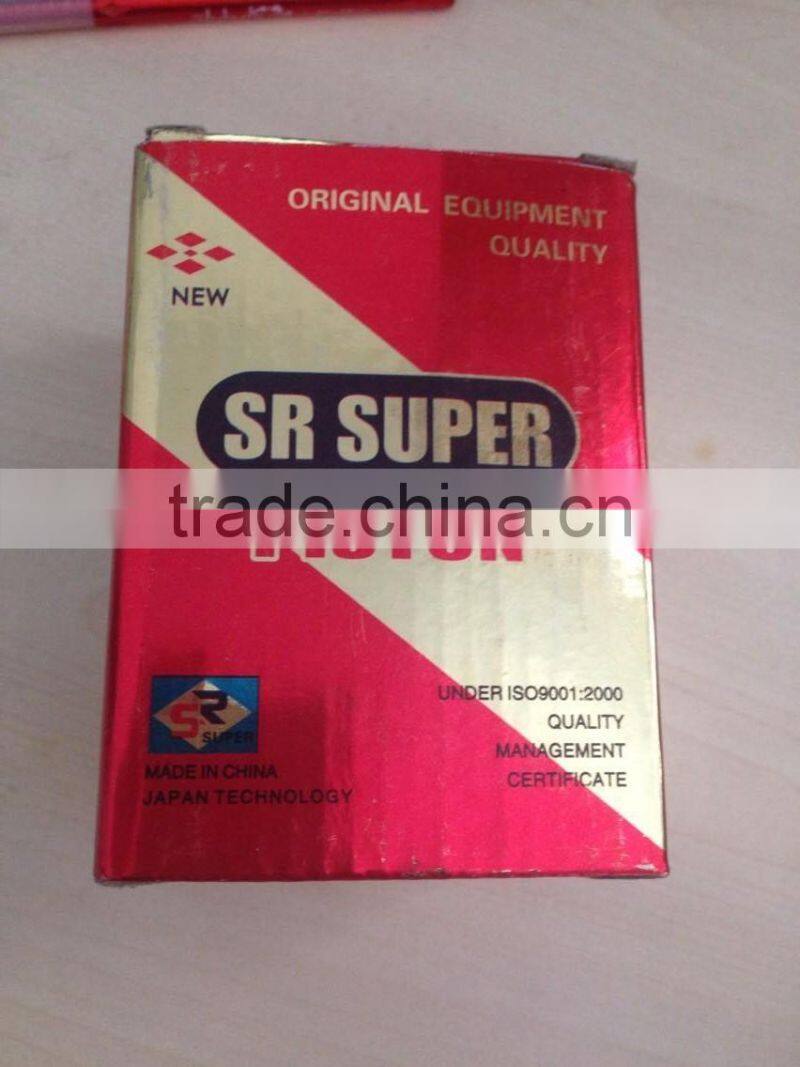 ORIGINAL EQUIPMENT
QUALITY
NEW
SR SUPER
trade.china.cn
PISTON
SR
SUPER
MADE IN CHINA
JAPAN TECHNOLOGY
UNDER ISO9001:2000
QUALITY
MANAGEMENT
CERTIFICATE